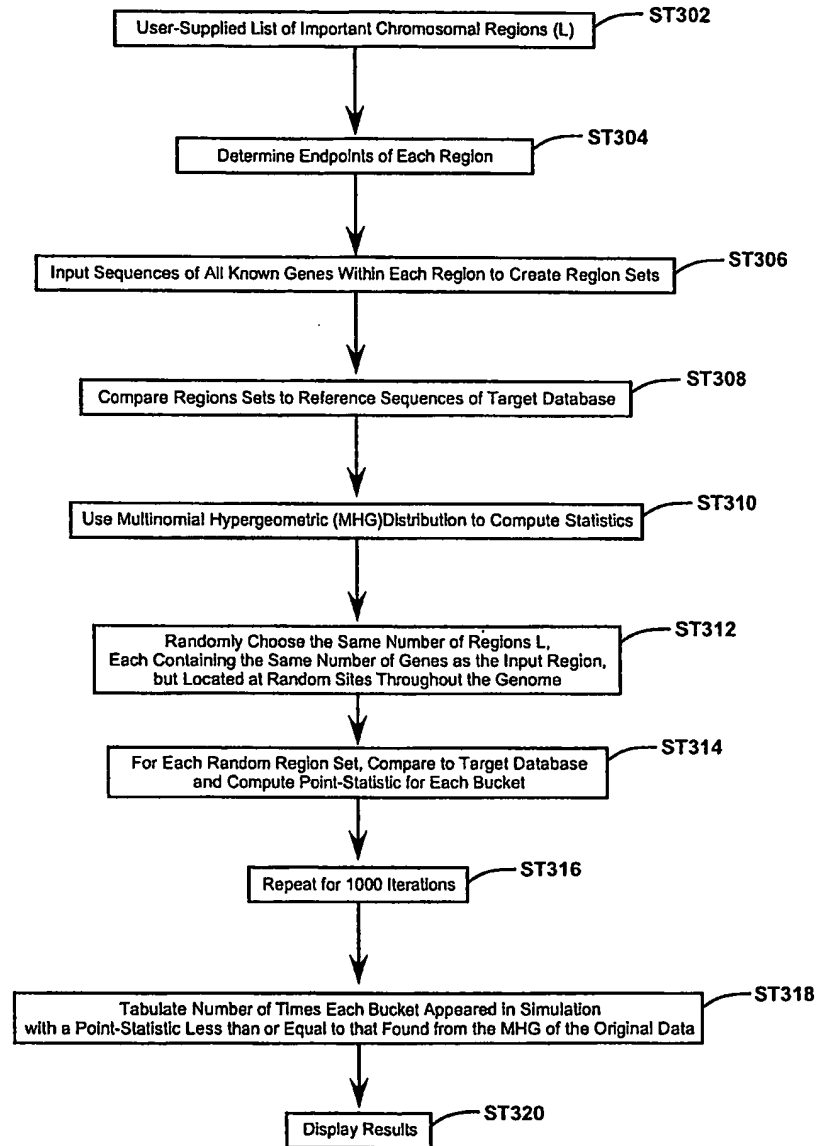 User-Supplied List of Important Chromosomal Regions (L)
ST302
Determine Endpoints of Each Region
ST304
Input Sequences of All Known Genes Within Each Region to Create Region Sets
ST306
Compare Regions Sets to Reference Sequences of Target Database
ST308
Use Multinomial Hypergeometric (MHG)Distribution to Compute Statistics
ST310
Randomly Choose the Same Number of Regions L,
Each Containing the Same Number of Genes as the Input Region,
but Located at Random Sites Throughout the Genome
ST312
For Each Random Region Set, Compare to Target Database
and Compute Point-Statistic for Each Bucket
ST314
Repeat for 1000 Iterations
ST316
Tabulate Number of Times Each Bucket Appeared in Simulation
with a Point-Statistic Less than or Equal to that Found from the MHG of the Original Data
ST318
Display Results
ST320